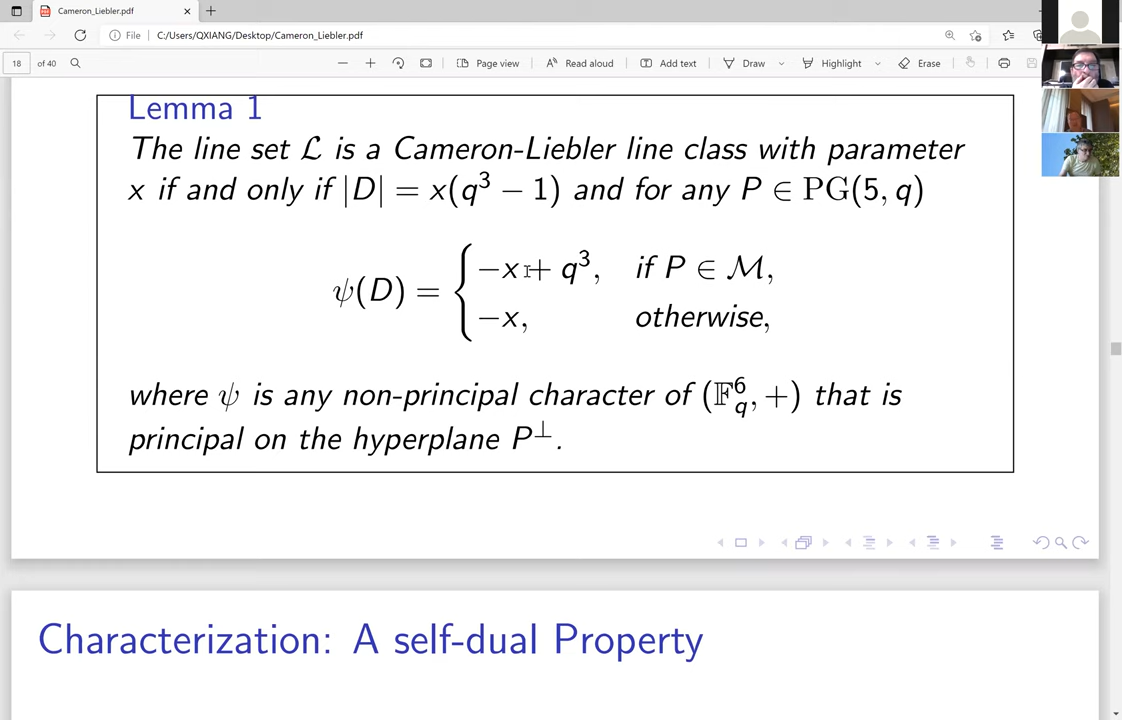 Cameron_Liebler.pdf
File
C:/Users/QXIANG/Desktop/Cameron_Liebler.pdf
18 of 40
Page view
Read aloud
Add text
Draw
Highlight
Erase
Lemma 1
The line set ℒ is a Cameron-Liebler line class with parameter
x if and only if |D| = x(q³ − 1) and for any P ∈ PG(5, q)
ψ(D) = { −x + q³, if P ∈ ℳ,
−x, otherwise,
where ψ is any non-principal character of (𝔽_q^6, +) that is
principal on the hyperplane P^⊥.
Characterization: A self-dual Property